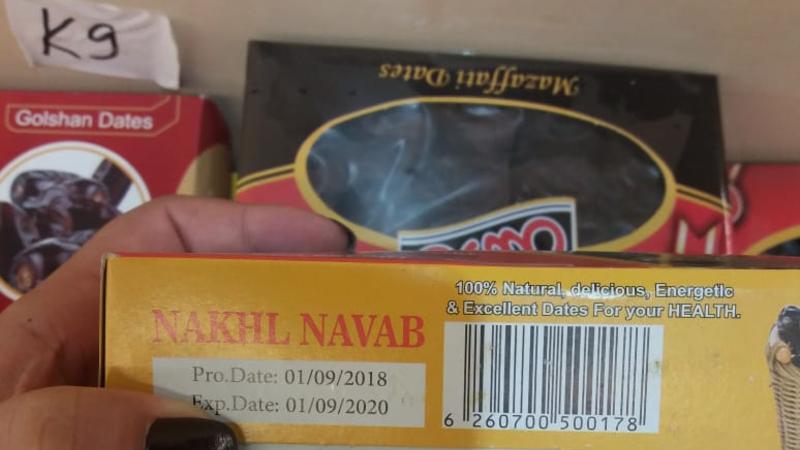 Kg
Golshan Dates
Mazaffati Dates
NAKHL NAVAB
Pro.Date: 01/09/2018
Exp.Date: 01/09/2020
100% Natural, delicious, Energetic
& Excellent Dates For your HEALTH.
6 260700 500178